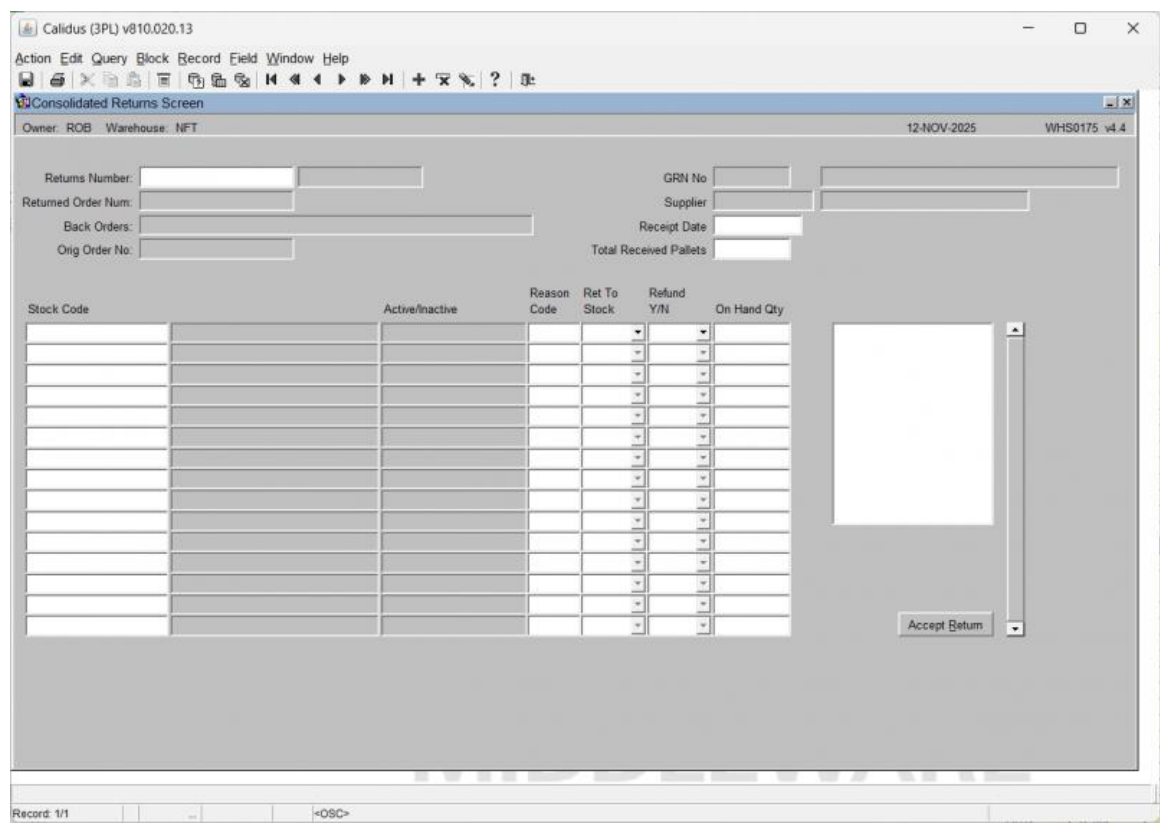 Calidus (3PL) v810.020.13
Action Edit Query Block Record Field Window Help
Consolidated Returns Screen
Owner: ROB Warehouse: NFT 12-NOV-2025 WHS0175 v4.4
Returns Number: GRN No
Returned Order Num: Supplier
Back Orders: Receipt Date
Orig Order No: Total Received Pallets
Reason Ret To Refund
Stock Code Active/Inactive Code Stock Y/N On Hand Qty
Accept Return
MIDDLEWARE
Record: 1/1 ... <OSC>